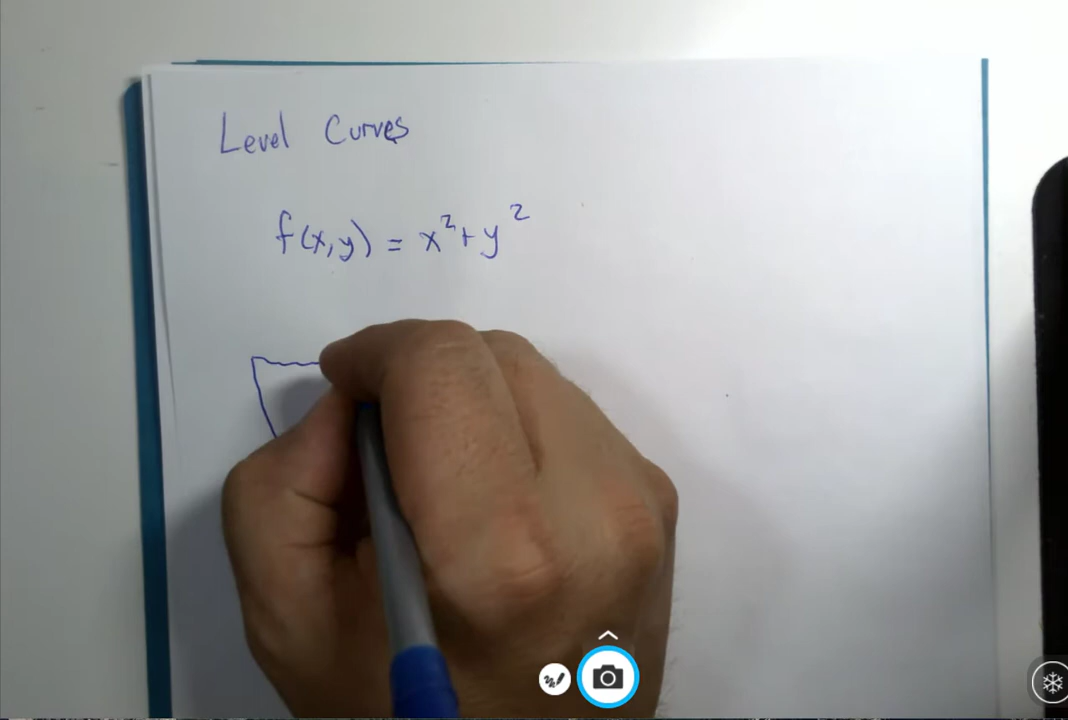 Level Curves
f(x,y) = x²+y²